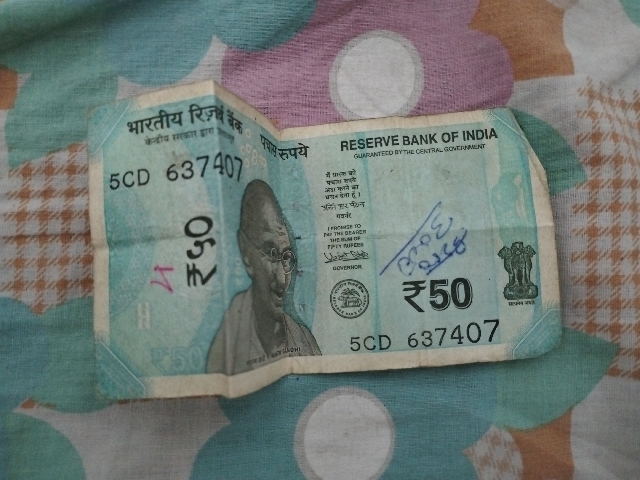 भारतीय रिज़र्व बैंक
केन्द्रीय सरकार द्वारा
पचास रुपये
RESERVE BANK OF INDIA
GUARANTEED BY THE CENTRAL GOVERNMENT
5CD 637407
मैं धारक को
पचास रुपये
अदा करने का
वचन देता हूँ।
गवर्नर
I PROMISE TO
PAY THE BEARER
THE SUM OF
FIFTY RUPEES
GOVERNOR
₹50
₹50
₹50
5CD 637407
सत्यमेव जयते